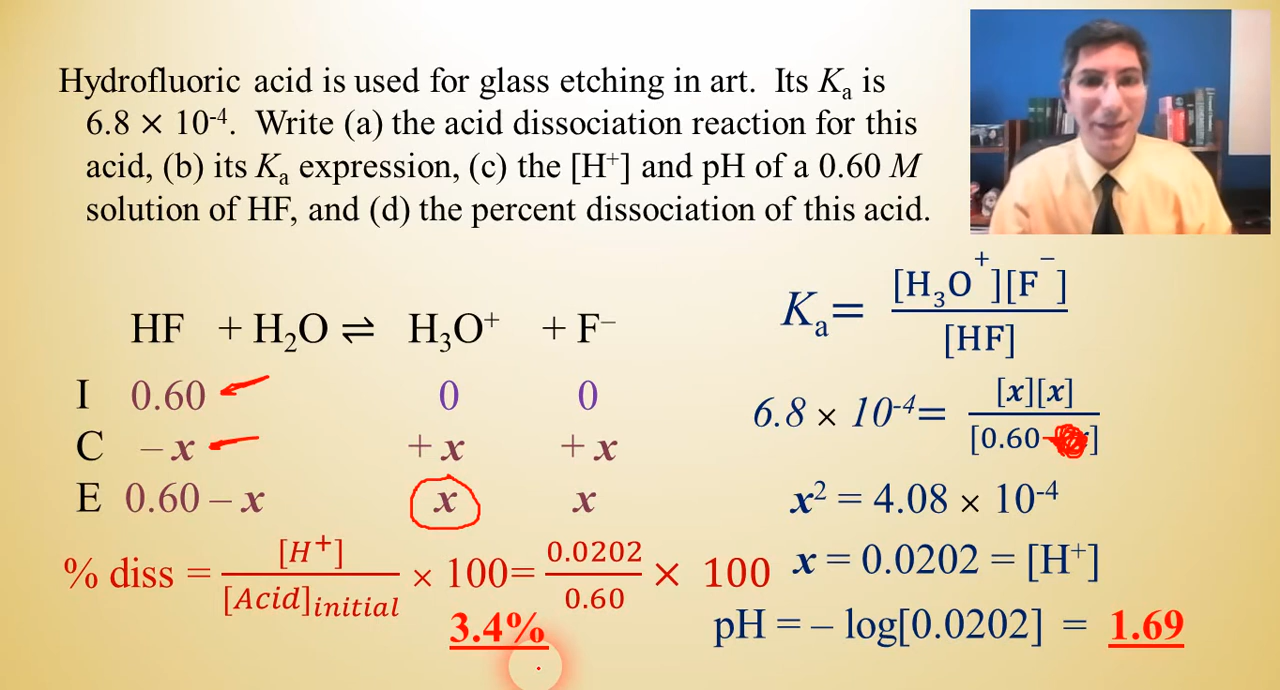 Hydrofluoric acid is used for glass etching in art. Its Kₐ is
6.8 × 10⁻⁴. Write (a) the acid dissociation reaction for this
acid, (b) its Kₐ expression, (c) the [H⁺] and pH of a 0.60 M
solution of HF, and (d) the percent dissociation of this acid.
Kₐ = [H₃O⁺][F⁻] / [HF]
HF + H₂O ⇌ H₃O⁺ + F⁻
I 0.60 0 0
6.8 × 10⁻⁴ = [x][x] / [0.60 ]
C – x + x + x
E 0.60 – x x x
x² = 4.08 × 10⁻⁴
% diss = [H⁺] / [Acid]initial × 100 = 0.0202 / 0.60 × 100
x = 0.0202 = [H⁺]
3.4%
pH = – log[0.0202] = 1.69